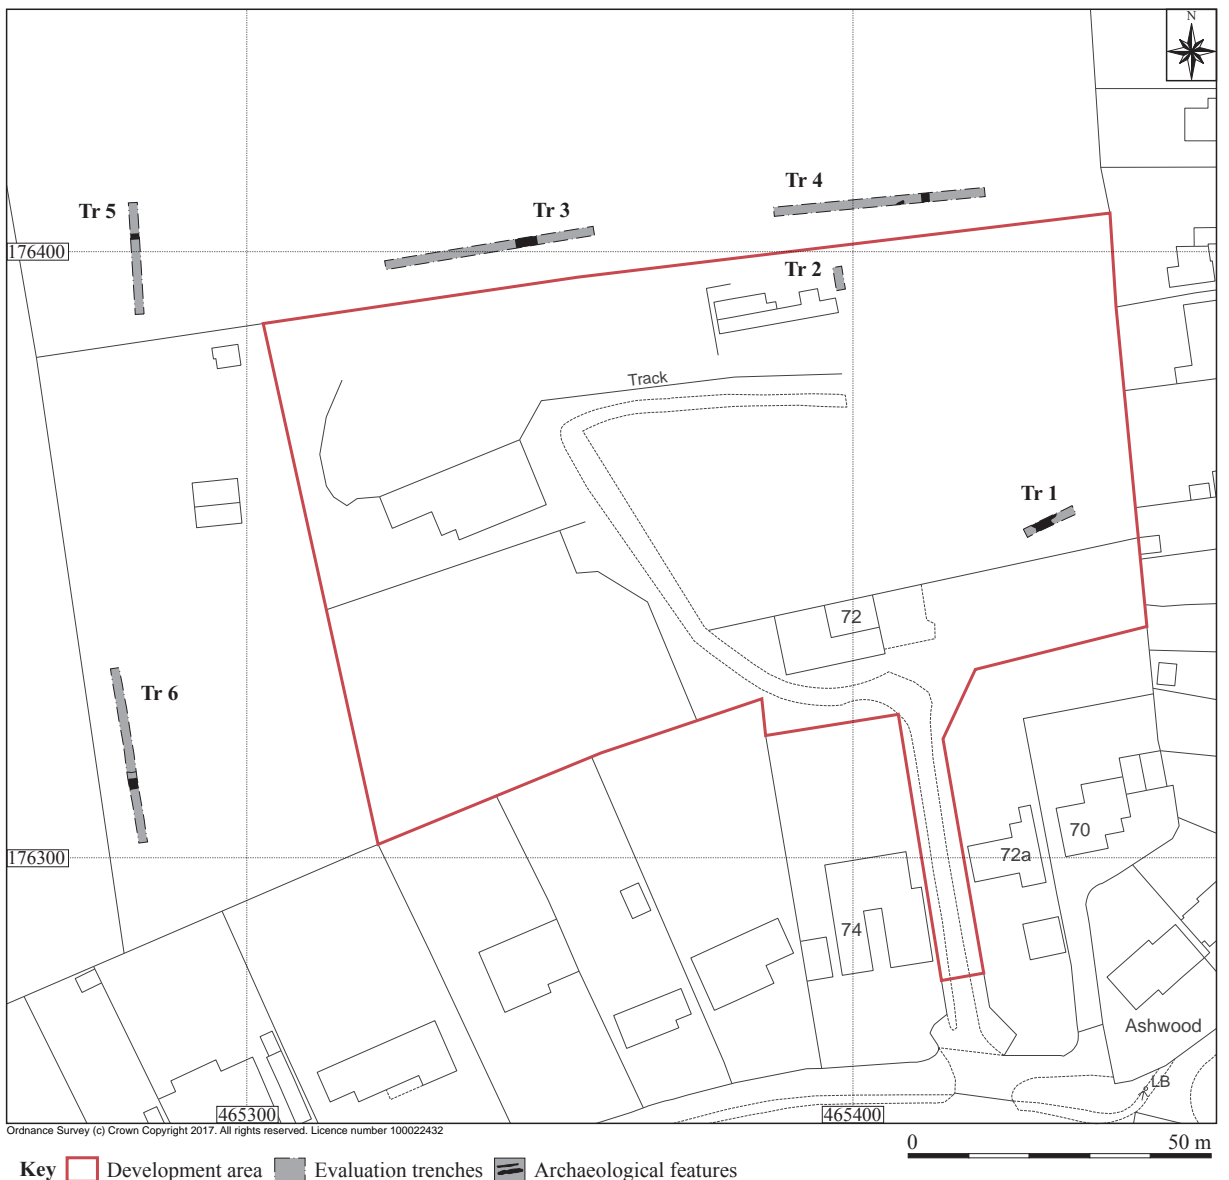 N
Tr 4
Tr 5
Tr 3
176400
Tr 2
Track
Tr 1
72
Tr 6
70
72a
176300
74
Ashwood
LB
465300
465400
Ordnance Survey (c) Crown Copyright 2017. All rights reserved. Licence number 100022432
0 50 m
Key Development area Evaluation trenches Archaeological features